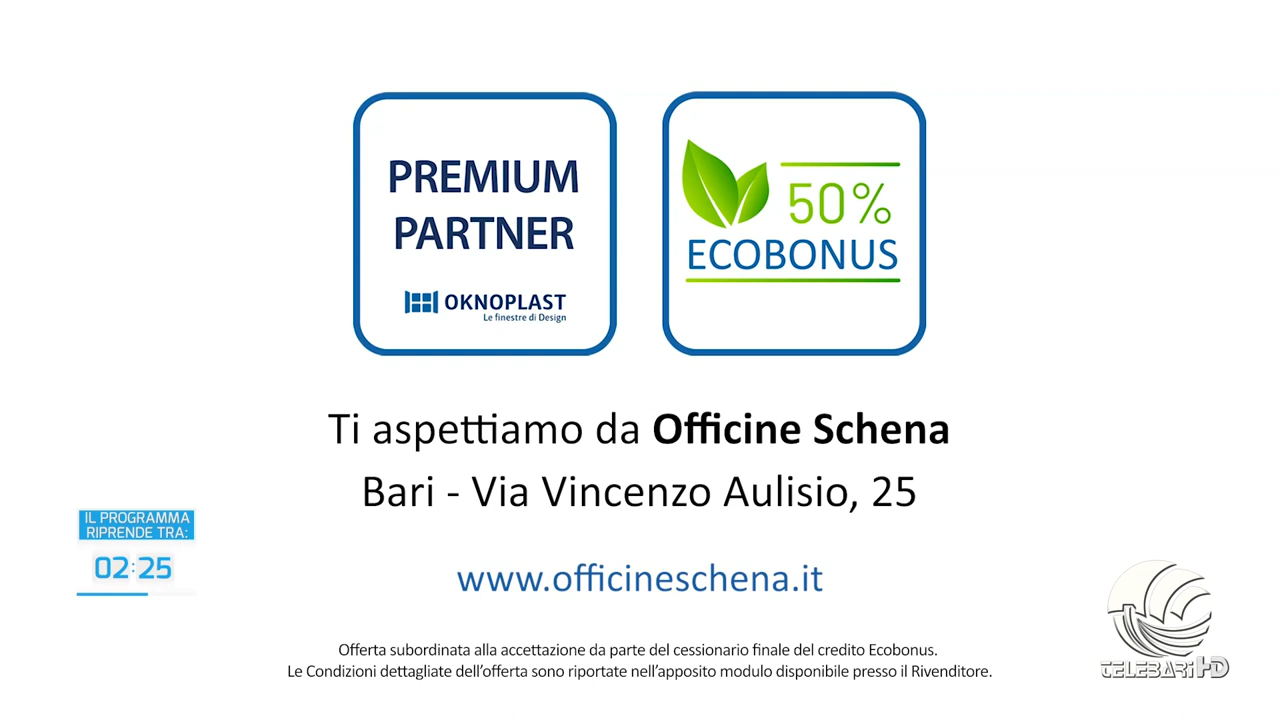 PREMIUM
PARTNER
OKNOPLAST
Le finestre di Design
50%
ECOBONUS
Ti aspettiamo da Officine Schena
Bari - Via Vincenzo Aulisio, 25
IL PROGRAMMA
RIPRENDE TRA:
02:25
www.officineschena.it
Offerta subordinata alla accettazione da parte del cessionario finale del credito Ecobonus.
Le Condizioni dettagliate dell’offerta sono riportate nell’apposito modulo disponibile presso il Rivenditore.
TELEBARI HD